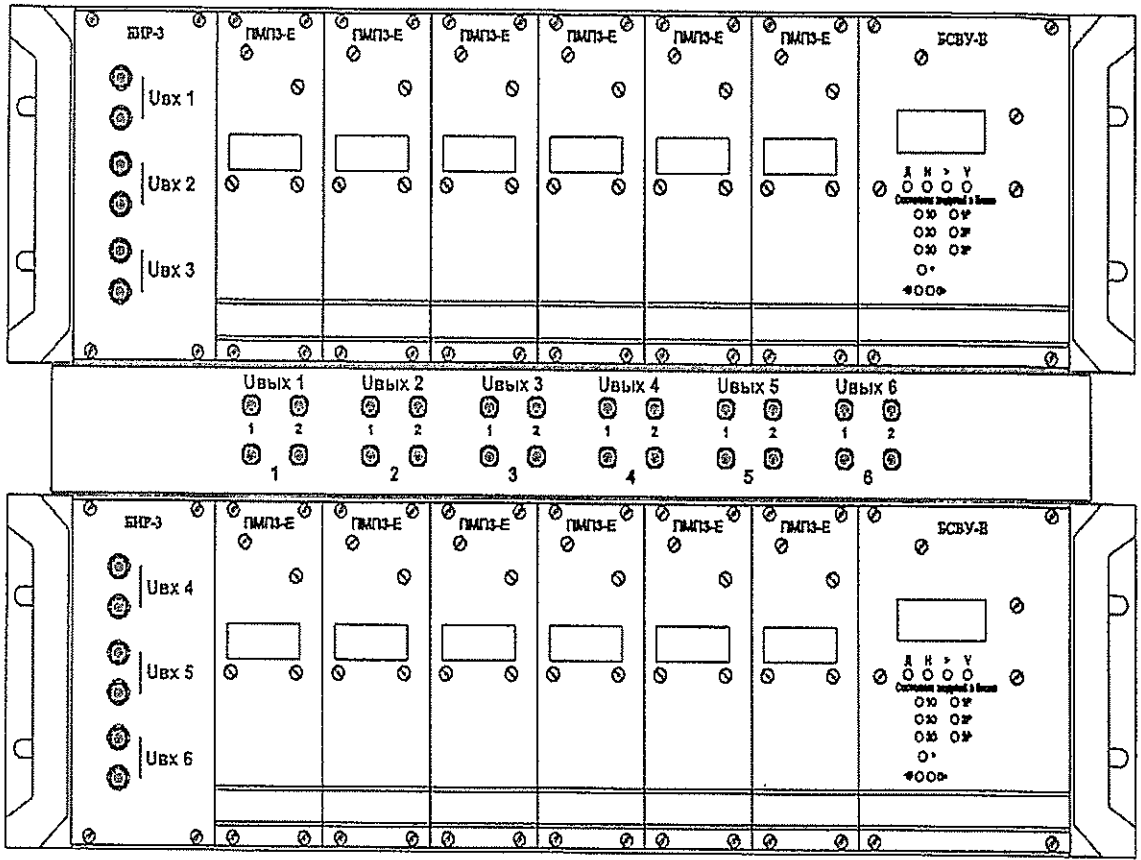 БНР-3 ПМПЗ-Е ПМПЗ-Е ПМПЗ-Е ПМПЗ-Е ПМПЗ-Е ПМПЗ-Е БСВУ-В
Uвх 1
Uвх 2
Д Н > У
Uвх 3
Uвых 1 Uвых 2 Uвых 3 Uвых 4 Uвых 5 Uвых 6
1 2 1 2 1 2 1 2 1 2 1 2
1 2 3 4 5 6
БНР-3 ПМПЗ-Е ПМПЗ-Е ПМПЗ-Е ПМПЗ-Е ПМПЗ-Е ПМПЗ-Е БСВУ-В
Uвх 4
Uвх 5
Д Н > У
Uвх 6